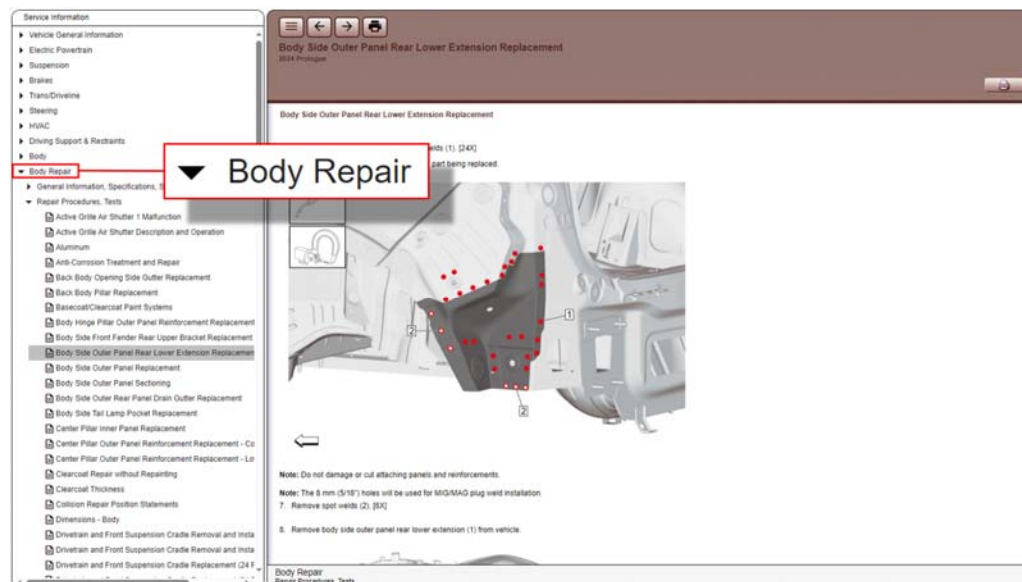 Service Information
Vehicle General Information
Electric Powertrain
Suspension
Brakes
Trans/Driveline
Steering
HVAC
Driving Support & Restraints
Body
Body Repair
General Information, Specifications, S
Repair Procedures, Tests
Active Grille Air Shutter 1 Malfunction
Active Grille Air Shutter Description and Operation
Aluminum
Anti-Corrosion Treatment and Repair
Back Body Opening Side Gutter Replacement
Back Body Pillar Replacement
Basecoat/Clearcoat Paint Systems
Body Hinge Pillar Outer Panel Reinforcement Replacement
Body Side Front Fender Rear Upper Bracket Replacement
Body Side Outer Panel Rear Lower Extension Replacement
Body Side Outer Panel Replacement
Body Side Outer Panel Sectioning
Body Side Outer Rear Panel Drain Gutter Replacement
Body Side Tail Lamp Pocket Replacement
Center Pillar Inner Panel Replacement
Center Pillar Outer Panel Reinforcement Replacement - Co
Center Pillar Outer Panel Reinforcement Replacement - Lo
Clearcoat Repair without Repainting
Clearcoat Thickness
Collision Repair Position Statements
Dimensions - Body
Drivetrain and Front Suspension Cradle Removal and Insta
Drivetrain and Front Suspension Cradle Removal and Insta
Drivetrain and Front Suspension Cradle Replacement (24 F
Body Repair
Body Side Outer Panel Rear Lower Extension Replacement
2024 Prologue
Body Side Outer Panel Rear Lower Extension Replacement
welds (1). [24X]
part being replaced.
1
2
2
Note: Do not damage or cut attaching panels and reinforcements.
Note: The 8 mm (5/16") holes will be used for MIG/MAG plug weld installation
7. Remove spot welds (2). [6X]
8. Remove body side outer panel rear lower extension (1) from vehicle.
Body Repair
Repair Procedures, Tests